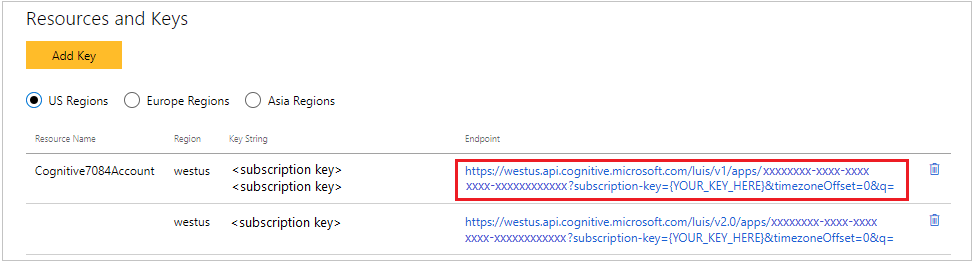 Resources and Keys
Add Key
US Regions Europe Regions Asia Regions
Resource Name Region Key String Endpoint
Cognitive7084Account westus <subscription key> https://westus.api.cognitive.microsoft.com/luis/v1/apps/xxxxxxxx-xxxx-xxxx
<subscription key> xxxx-xxxxxxxxxxxx?subscription-key={YOUR_KEY_HERE}&timezoneOffset=0&q=
westus <subscription key> https://westus.api.cognitive.microsoft.com/luis/v2.0/apps/xxxxxxxx-xxxx-xxxx
xxxx-xxxxxxxxxxxx?subscription-key={YOUR_KEY_HERE}&timezoneOffset=0&q=